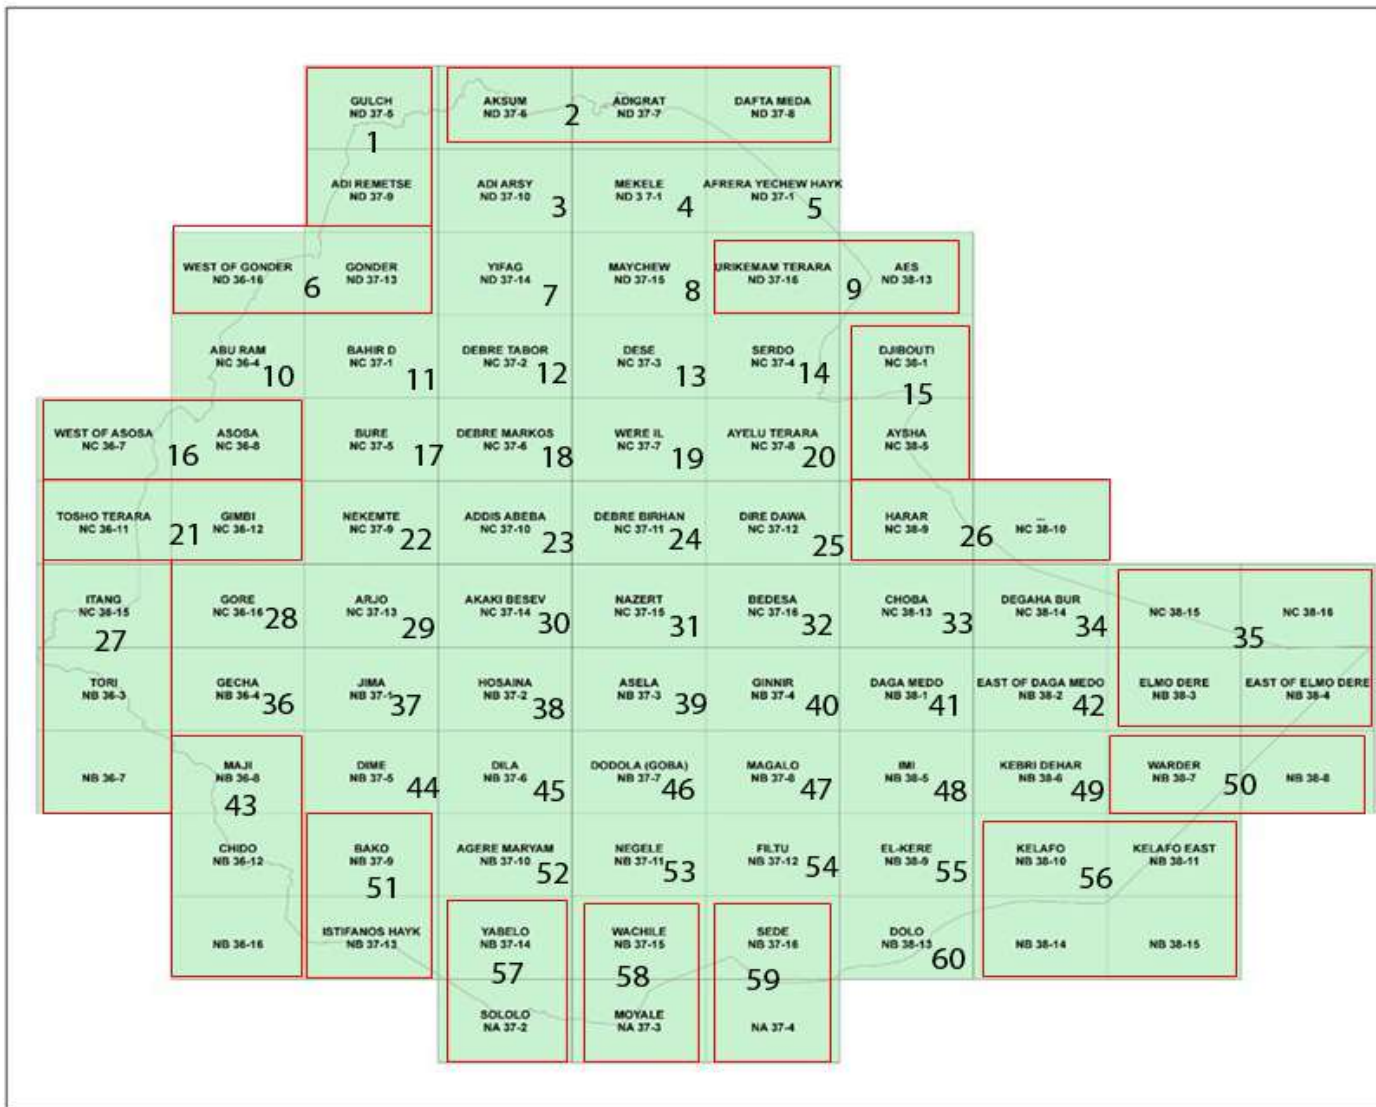 GULCH
ND 37-5
1
AKSUM
ND 37-6
2
ADIGRAT
ND 37-7
DAFTA MEDA
ND 37-8
ADI REMETSE
ND 37-9
ADI ARSY
ND 37-10
3
MEKELE
ND 3 7-1
4
AFRERA YECHEW HAYK
ND 37-1
5
WEST OF GONDER
ND 36-16
6
GONDER
ND 37-13
YIFAG
ND 37-14
7
MAYCHEW
ND 37-15
8
URIKEMAM TERARA
ND 37-16
9
AES
ND 38-13
ABU RAM
NC 36-4
10
BAHIR D
NC 37-1
11
DEBRE TABOR
NC 37-2
12
DESE
NC 37-3
13
SERDO
NC 37-4
14
DJIBOUTI
NC 38-1
15
WEST OF ASOSA
NC 36-7
16
ASOSA
NC 36-8
BURE
NC 37-5
17
DEBRE MARKOS
NC 37-6
18
WERE IL
NC 37-7
19
AYELU TERARA
NC 37-8
20
AYSHA
NC 38-5
TOSHO TERARA
NC 36-11
21
GIMBI
NC 36-12
NEKEMTE
NC 37-9
22
ADDIS ABEBA
NC 37-10
23
DEBRE BIRHAN
NC 37-11
24
DIRE DAWA
NC 37-12
25
HARAR
NC 38-9
26
...
NC 38-10
ITANG
NC 36-15
27
GORE
NC 36-16
28
ARJO
NC 37-13
29
AKAKI BESEV
NC 37-14
30
NAZERT
NC 37-15
31
BEDESA
NC 37-16
32
CHOBA
NC 38-13
33
DEGAHA BUR
NC 38-14
34
NC 38-15
35
NC 38-16
TORI
NB 36-3
GECHA
NB 36-4
36
JIMA
NB 37-1
37
HOSAINA
NB 37-2
38
ASELA
NB 37-3
39
GINNIR
NB 37-4
40
DAGA MEDO
NB 38-1
41
EAST OF DAGA MEDO
NB 38-2
42
ELMO DERE
NB 38-3
EAST OF ELMO DERE
NB 38-4
NB 36-7
MAJI
NB 36-8
43
DIME
NB 37-5
44
DILA
NB 37-6
45
DODOLA (GOBA)
NB 37-7
46
MAGALO
NB 37-8
47
IMI
NB 38-5
48
KEBRI DEHAR
NB 38-6
49
WARDER
NB 38-7
50
NB 38-8
CHIDO
NB 36-12
BAKO
NB 37-9
51
AGERE MARYAM
NB 37-10
52
NEGELE
NB 37-11
53
FILTU
NB 37-12
54
EL-KERE
NB 38-9
55
KELAFO
NB 38-10
56
KELAFO EAST
NB 38-11
NB 36-16
ISTIFANOS HAYK
NB 37-13
YABELO
NB 37-14
57
WACHILE
NB 37-15
58
SEDE
NB 37-16
59
DOLO
NB 38-13
60
NB 38-14
NB 38-15
SOLOLO
NA 37-2
MOYALE
NA 37-3
NA 37-4